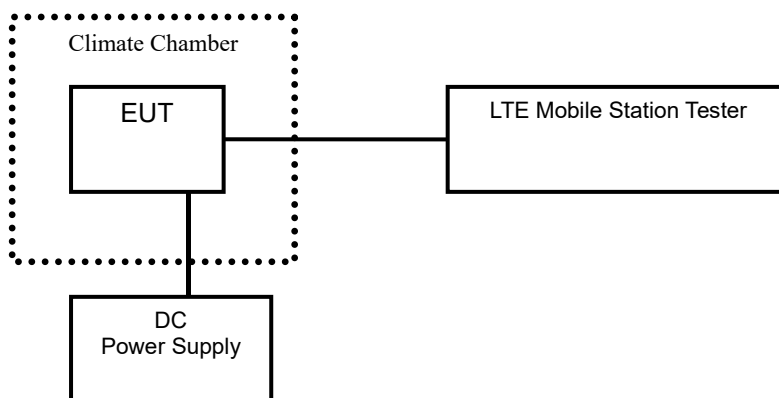 Climate Chamber
EUT
LTE Mobile Station Tester
DC
Power Supply